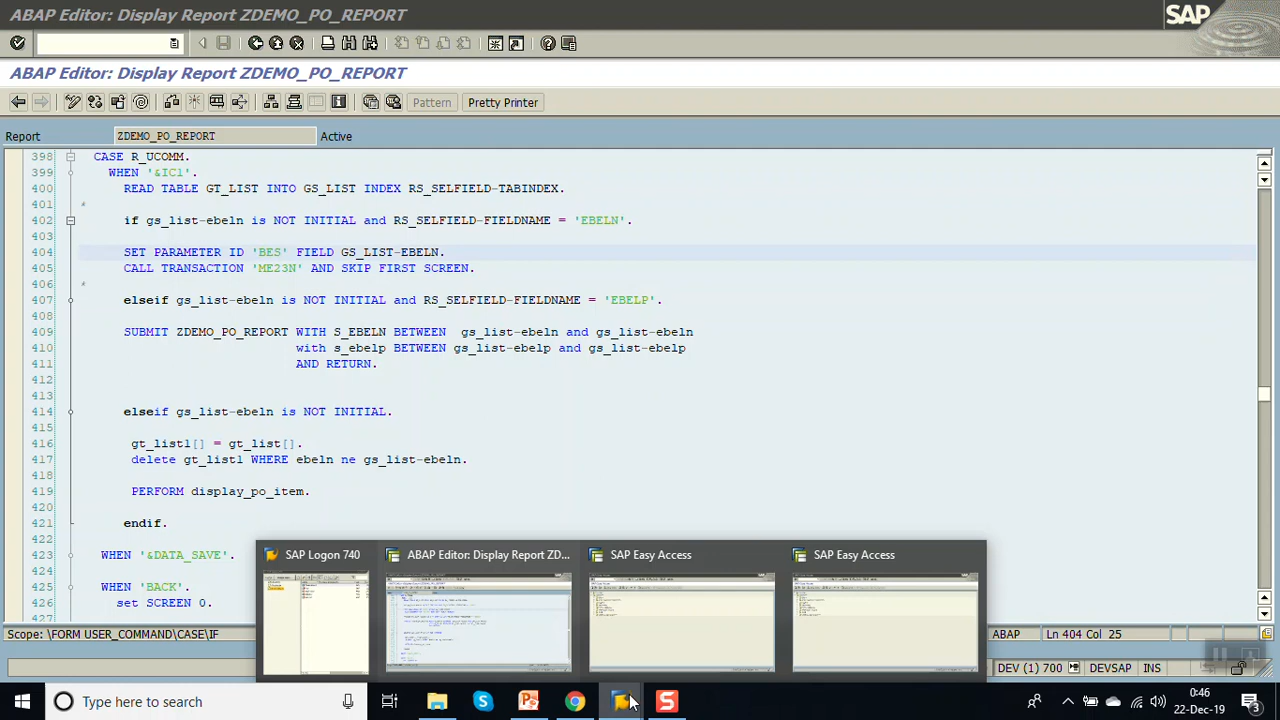 ABAP Editor: Display Report ZDEMO_PO_REPORT
SAP
ABAP Editor: Display Report ZDEMO_PO_REPORT
Pattern Pretty Printer
Report ZDEMO_PO_REPORT Active
398 CASE R_UCOMM.
399 WHEN '&IC1'.
400 READ TABLE GT_LIST INTO GS_LIST INDEX RS_SELFIELD-TABINDEX.
401 *
402 if gs_list-ebeln is NOT INITIAL and RS_SELFIELD-FIELDNAME = 'EBELN'.
403
404 SET PARAMETER ID 'BES' FIELD GS_LIST-EBELN.
405 CALL TRANSACTION 'ME23N' AND SKIP FIRST SCREEN.
406 *
407 elseif gs_list-ebeln is NOT INITIAL and RS_SELFIELD-FIELDNAME = 'EBELP'.
408
409 SUBMIT ZDEMO_PO_REPORT WITH S_EBELN BETWEEN gs_list-ebeln and gs_list-ebeln
410 with s_ebelp BETWEEN gs_list-ebelp and gs_list-ebelp
411 AND RETURN.
412
413
414 elseif gs_list-ebeln is NOT INITIAL.
415
416 gt_list1[] = gt_list[].
417 delete gt_list1 WHERE ebeln ne gs_list-ebeln.
418
419 PERFORM display_po_item.
420
421 endif.
422
423 WHEN '&DATA_SAVE'.
424
425 WHEN 'BACK'.
426 set SCREEN 0.
427
SAP Logon 740
ABAP Editor: Display Report ZD...
SAP Easy Access
SAP Easy Access
Scope: \FORM USER_COMMAND\CASE\IF
ABAP Ln 404 Col 25
DEV (1) 700 DEVSAP INS
Type here to search
0:46
22-Dec-19
3